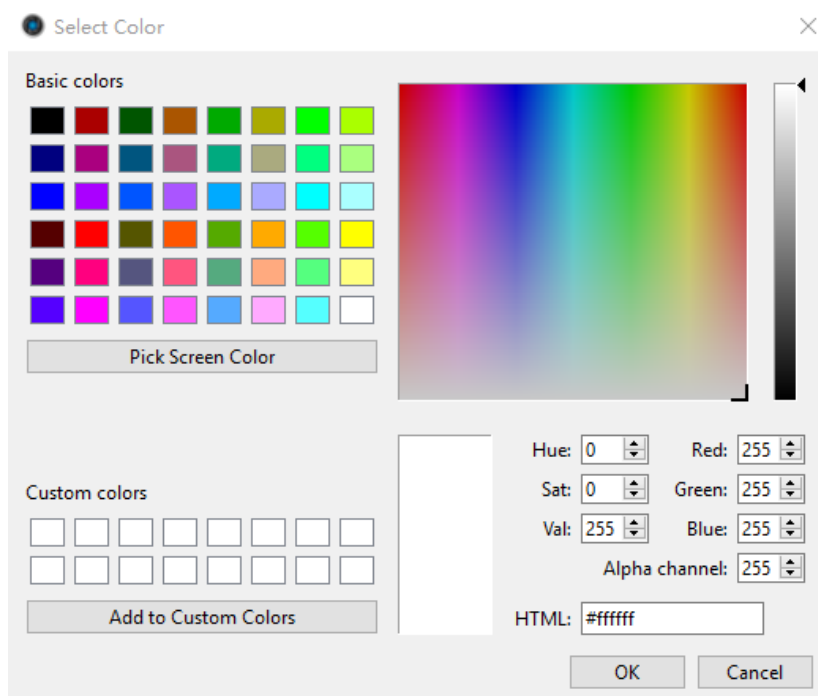 Select Color
Basic colors
Pick Screen Color
Custom colors
Add to Custom Colors
Hue: 0 Red: 255
Sat: 0 Green: 255
Val: 255 Blue: 255
Alpha channel: 255
HTML: #ffffff
OK Cancel